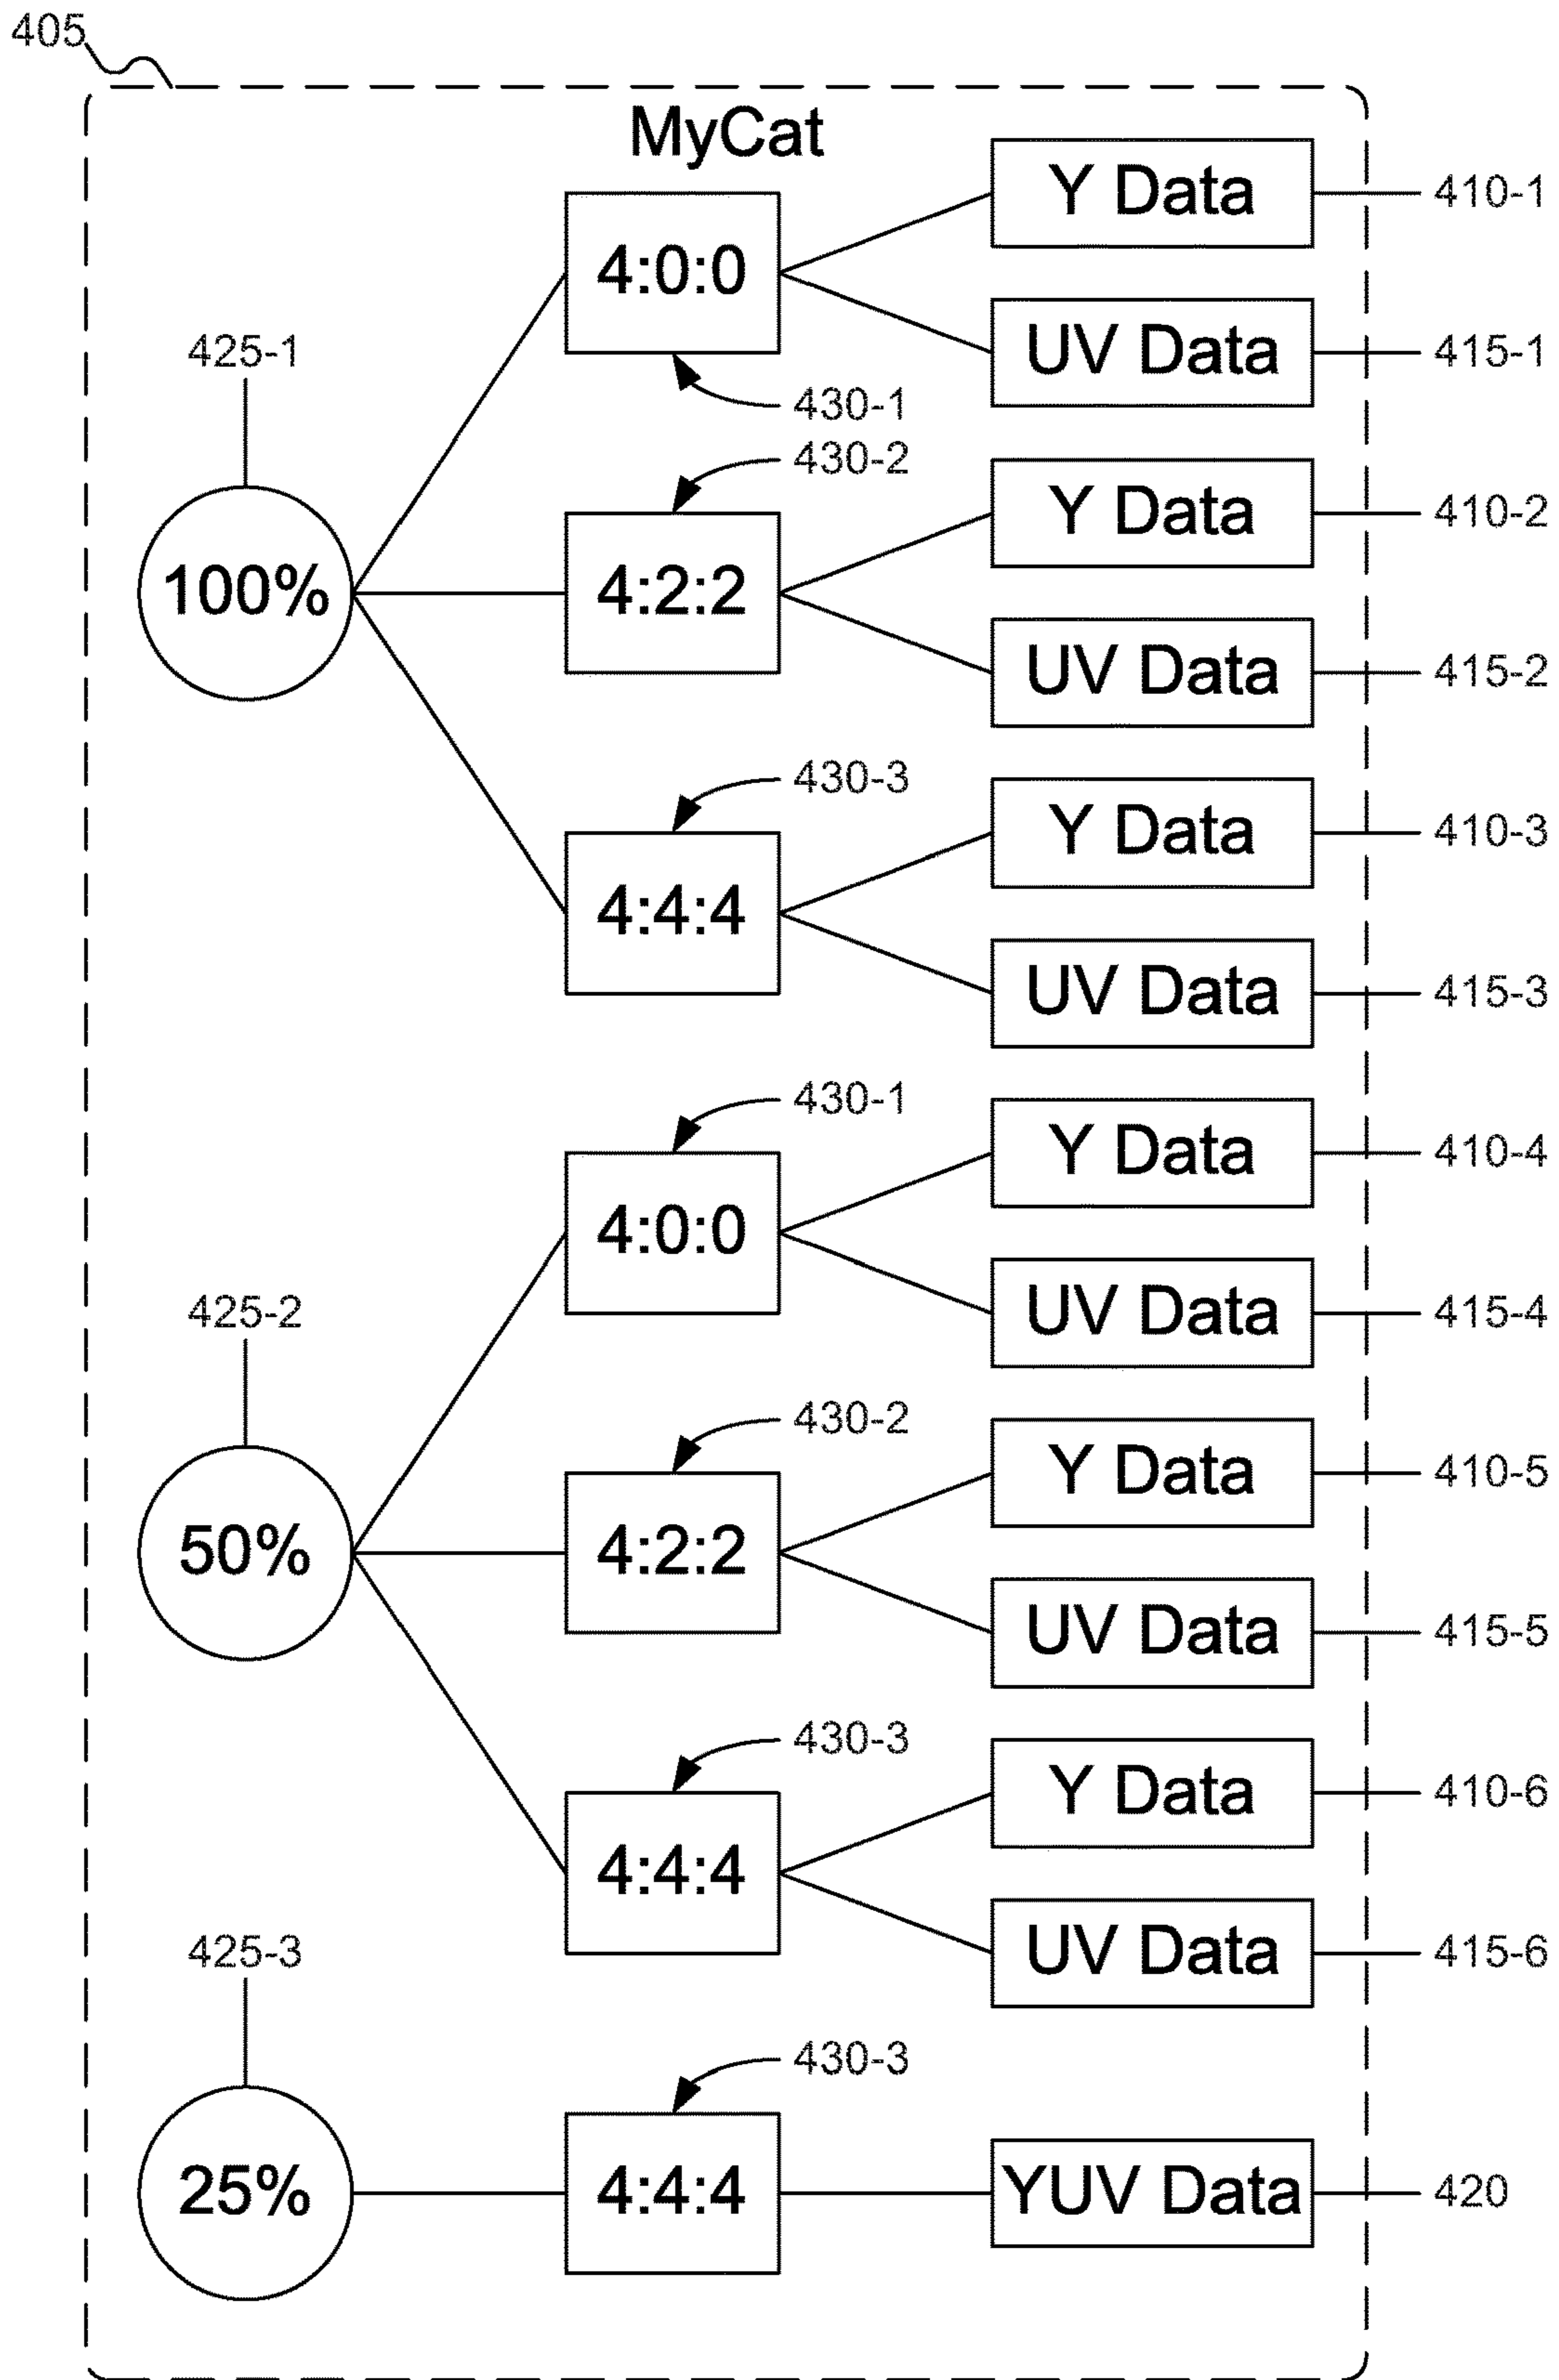 405
MyCat
Y Data
410-1
4:0:0
425-1
UV Data
415-1
430-1
430-2
Y Data
410-2
100%
4:2:2
UV Data
415-2
430-3
Y Data
410-3
4:4:4
UV Data
415-3
430-1
Y Data
410-4
4:0:0
425-2
UV Data
415-4
430-2
Y Data
410-5
50%
4:2:2
UV Data
415-5
430-3
Y Data
410-6
4:4:4
425-3
UV Data
415-6
430-3
25%
4:4:4
YUV Data
420